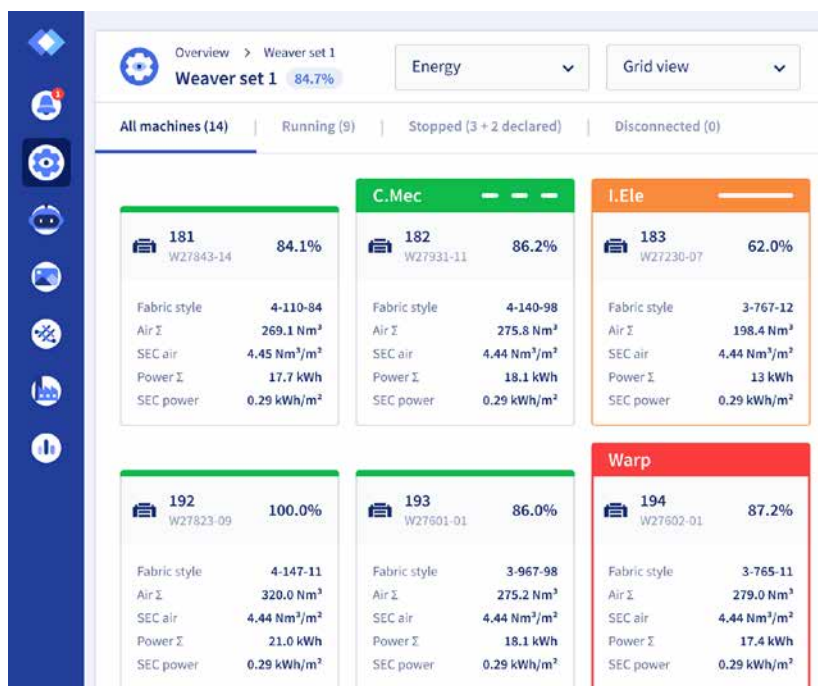 1
Overview > Weaver set 1
Weaver set 1 84.7%
Energy
Grid view
All machines (14) | Running (9) | Stopped (3 + 2 declared) | Disconnected (0)
181
W27843-14
84.1%
Fabric style 4-110-84
Air Σ 269.1 Nm³
SEC air 4.45 Nm³/m²
Power Σ 17.7 kWh
SEC power 0.29 kWh/m²
C.Mec
182
W27931-11
86.2%
Fabric style 4-140-98
Air Σ 275.8 Nm³
SEC air 4.44 Nm³/m²
Power Σ 18.1 kWh
SEC power 0.29 kWh/m²
I.Ele
183
W27230-07
62.0%
Fabric style 3-767-12
Air Σ 198.4 Nm³
SEC air 4.44 Nm³/m²
Power Σ 13 kWh
SEC power 0.29 kWh/m²
192
W27823-09
100.0%
Fabric style 4-147-11
Air Σ 320.0 Nm³
SEC air 4.44 Nm³/m²
Power Σ 21.0 kWh
SEC power 0.29 kWh/m²
193
W27601-01
86.0%
Fabric style 3-967-98
Air Σ 275.2 Nm³
SEC air 4.44 Nm³/m²
Power Σ 18.1 kWh
SEC power 0.29 kWh/m²
Warp
194
W27602-01
87.2%
Fabric style 3-765-11
Air Σ 279.0 Nm³
SEC air 4.44 Nm³/m²
Power Σ 17.4 kWh
SEC power 0.29 kWh/m²